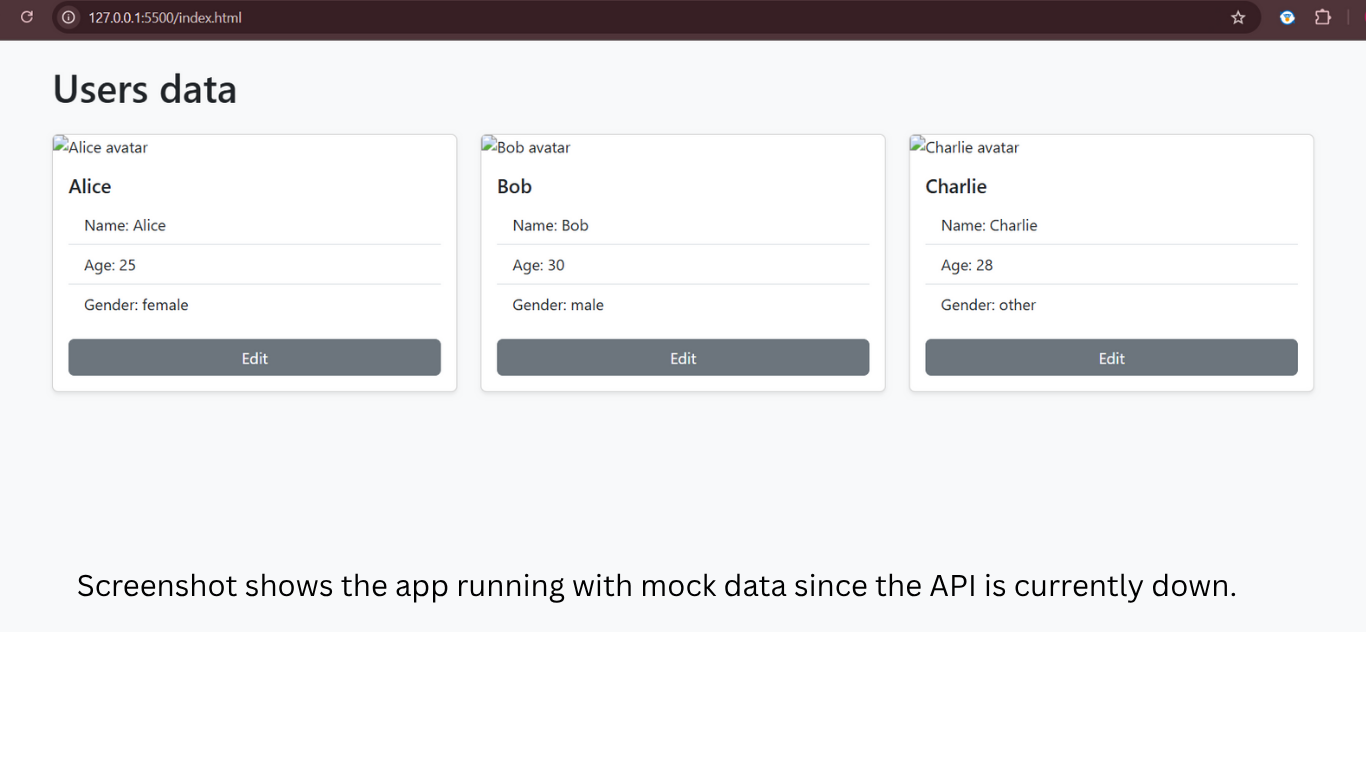 127.0.0.1:5500/index.html
Users data
Alice avatar
Alice
Name: Alice
Age: 25
Gender: female
Edit
Bob avatar
Bob
Name: Bob
Age: 30
Gender: male
Edit
Charlie avatar
Charlie
Name: Charlie
Age: 28
Gender: other
Edit
Screenshot shows the app running with mock data since the API is currently down.